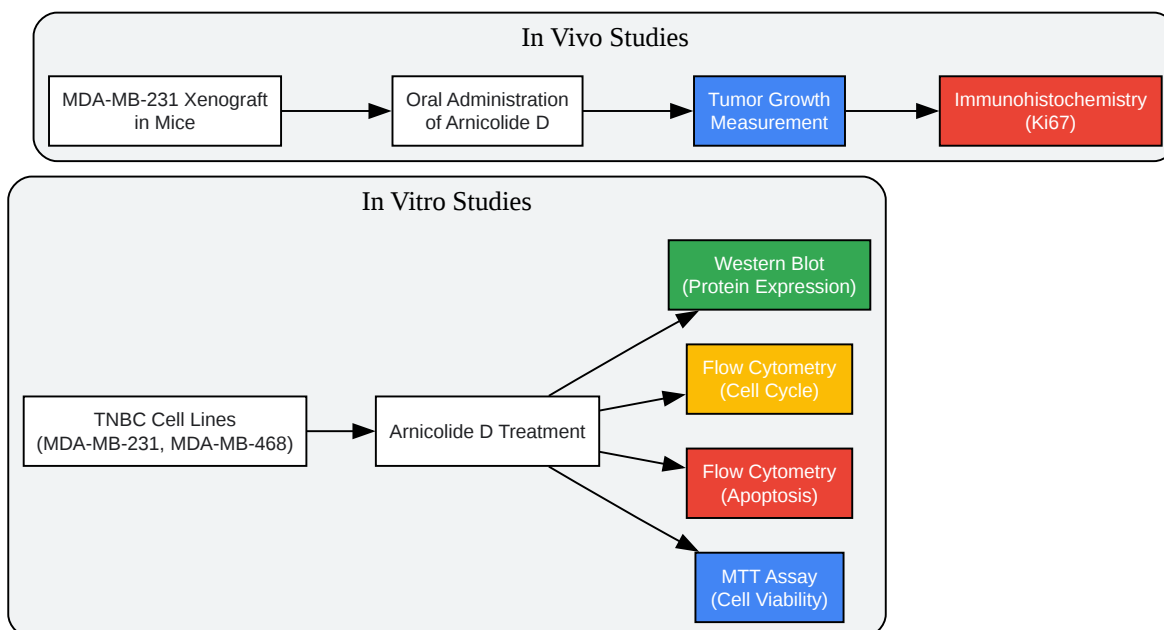 In Vivo Studies
MDA-MB-231 Xenograft
in Mice
Oral Administration
of Arnicolide D
Tumor Growth
Measurement
Immunohistochemistry
(Ki67)
In Vitro Studies
TNBC Cell Lines
(MDA-MB-231, MDA-MB-468)
Arnicolide D Treatment
Western Blot
(Protein Expression)
Flow Cytometry
(Cell Cycle)
Flow Cytometry
(Apoptosis)
MTT Assay
(Cell Viability)